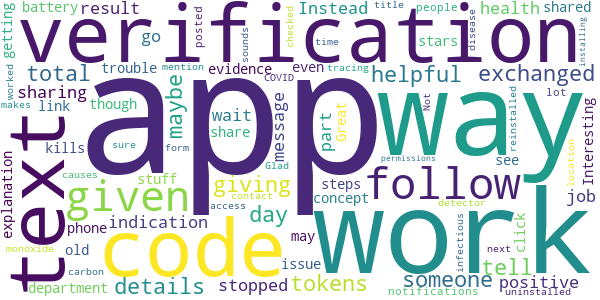 battery result
getting
verification
posted
go
sounds
Instead
checked
title people
stars
health shared
disease
installing
worked
total trouble mention
evidence
COVID
time tracing
even
helpful
exchanged
sharing
maybe
app
way
makes though
link
wait
share
message
part
Great
Not
reinstalled
lot
Interesting
text
kills sure form
causes
permissions
see
location
explanation
given
stuff
giving
Glad
contact
steps
concept
follow
job
phone
indication
day
access
detector
work
click
tell
monoxide
old
code
may
infectious
next
carbon
details
stopped
issue
tokens
someone
positive
department
notifications
uninstalled